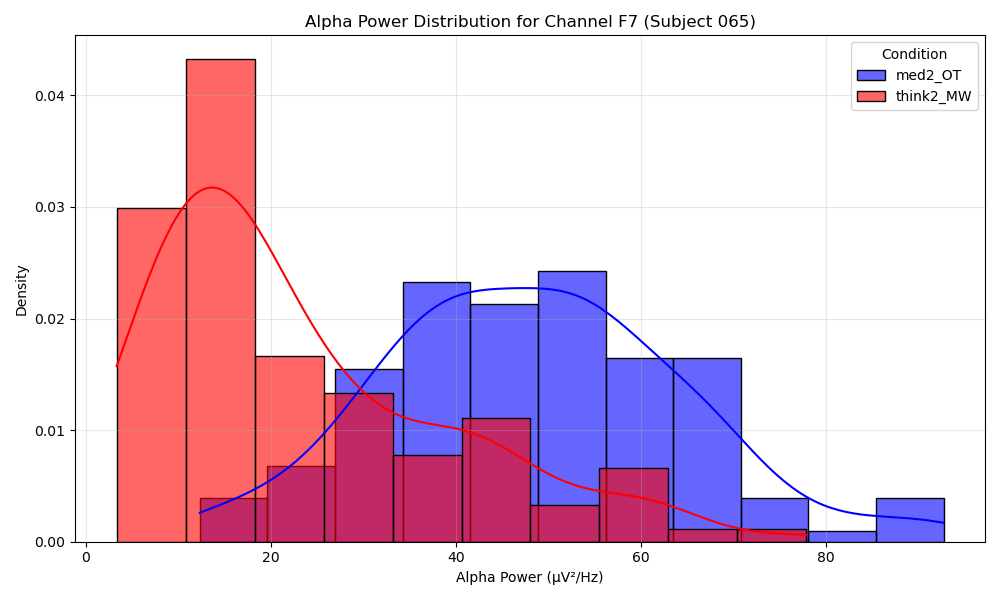 Alpha Power Distribution for Channel F7 (Subject 065)
Condition
med2_OT
think2_MW
Density
0.04
0.03
0.02
0.01
0.00
0
20
40
60
80
Alpha Power (μV²/Hz)